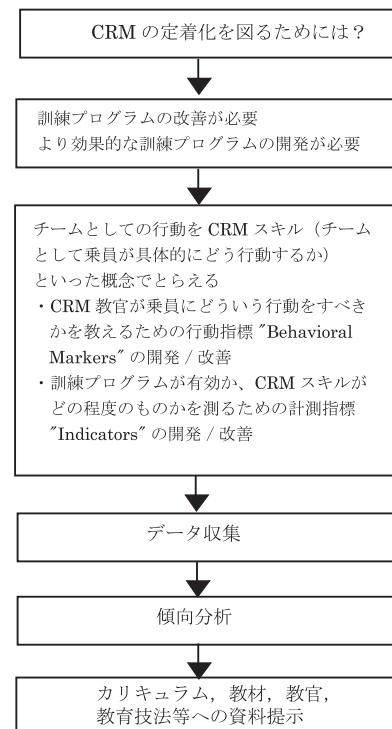 CRM の定着化を図るためには？
訓練プログラムの改善が必要
より効果的な訓練プログラムの開発が必要
チームとしての行動を CRM スキル（チーム
として乗員が具体的にどう行動するか）
といった概念でとらえる
・CRM 教官が乗員にどういう行動をすべき
かを教えるための行動指標 "Behavioral
Markers" の開発 / 改善
・訓練プログラムが有効か、CRM スキルが
どの程度のものかを測るための計測指標
"Indicators" の開発 / 改善
データ収集
傾向分析
カリキュラム，教材，教官，
教育技法等への資料提示